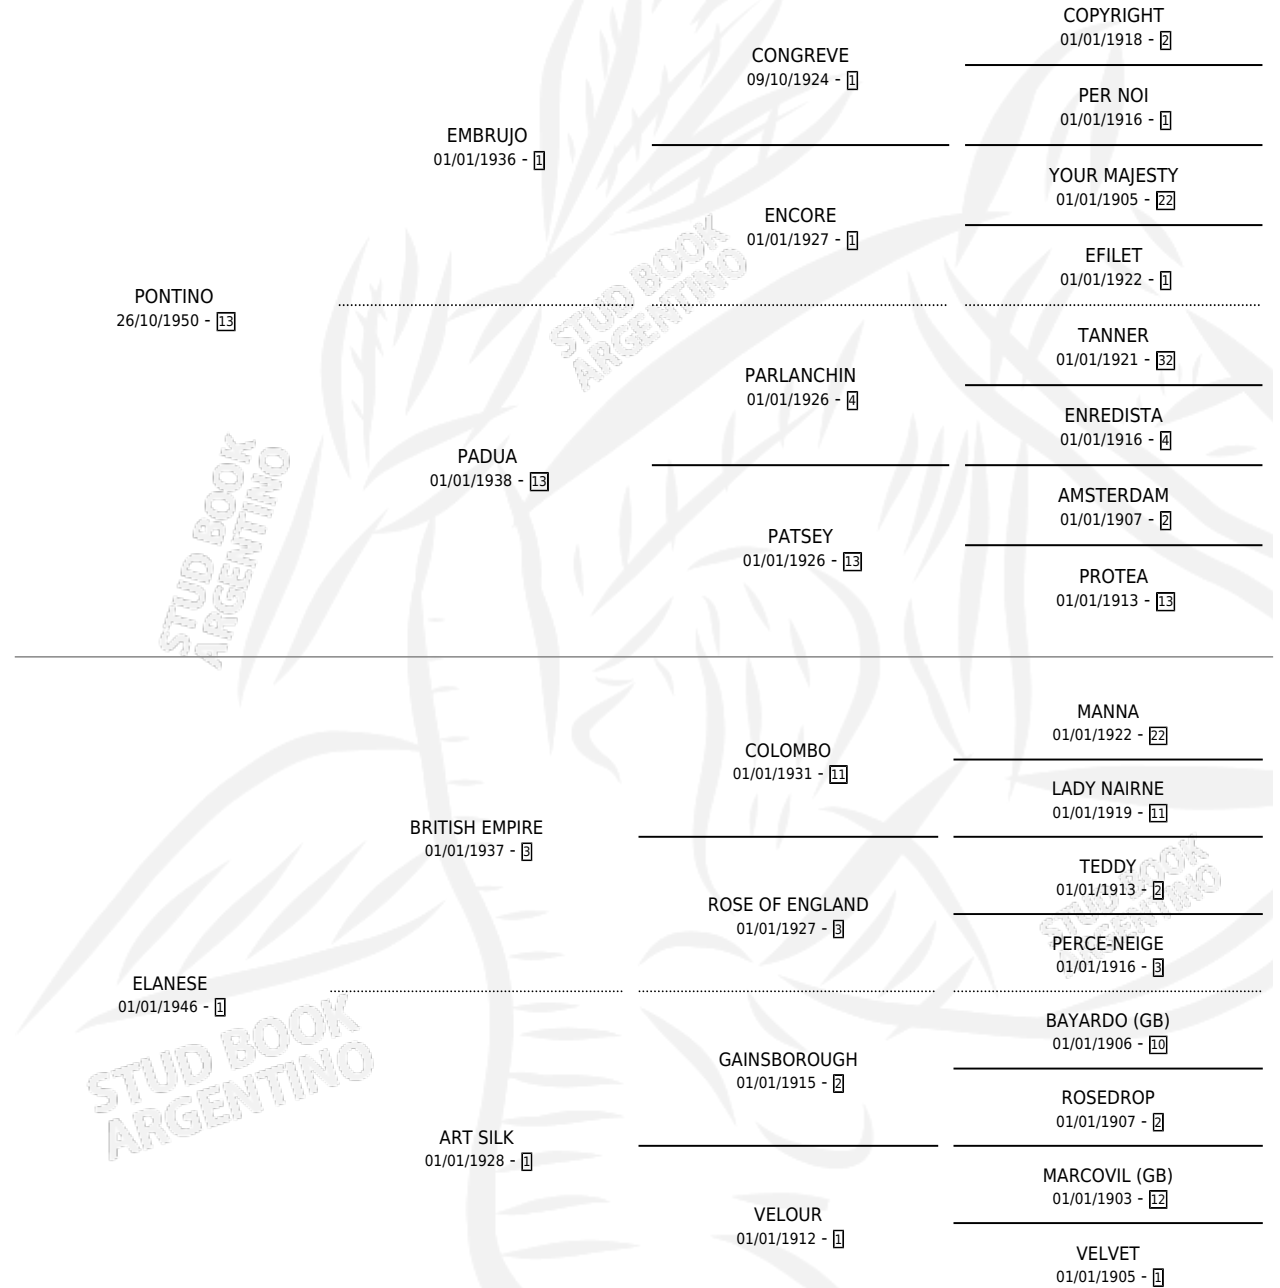 COPYRIGHT
01/01/1918 - 2
CONGREVE
09/10/1924 - 1
PER NOI
01/01/1916 - 1
EMBRUJO
01/01/1936 - 1
YOUR MAJESTY
01/01/1905 - 22
ENCORE
01/01/1927 - 1
EFILET
01/01/1922 - 1
PONTINO
26/10/1950 - 13
TANNER
01/01/1921 - 32
PARLANCHIN
01/01/1926 - 4
ENREDISTA
01/01/1916 - 4
PADUA
01/01/1938 - 13
AMSTERDAM
01/01/1907 - 2
PATSEY
01/01/1926 - 13
PROTEA
01/01/1913 - 13
STUD BOOK
ARGENTINO
STUD BOOK
ARGENTINO
MANNA
01/01/1922 - 22
COLOMBO
01/01/1931 - 11
LADY NAIRNE
01/01/1919 - 11
BRITISH EMPIRE
01/01/1937 - 3
TEDDY
01/01/1913 - 2
ROSE OF ENGLAND
01/01/1927 - 3
PERCE-NEIGE
01/01/1916 - 3
STUD BOOK
ARGENTINO
ELANESE
01/01/1946 - 1
BAYARDO (GB)
01/01/1906 - 10
GAINSBOROUGH
01/01/1915 - 2
ROSEDROP
01/01/1907 - 2
STUD BOOK
ARGENTINO
ART SILK
01/01/1928 - 1
MARCOVIL (GB)
01/01/1903 - 12
VELOUR
01/01/1912 - 1
VELVET
01/01/1905 - 1